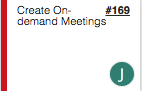 Create On- #169
demand Meetings
J